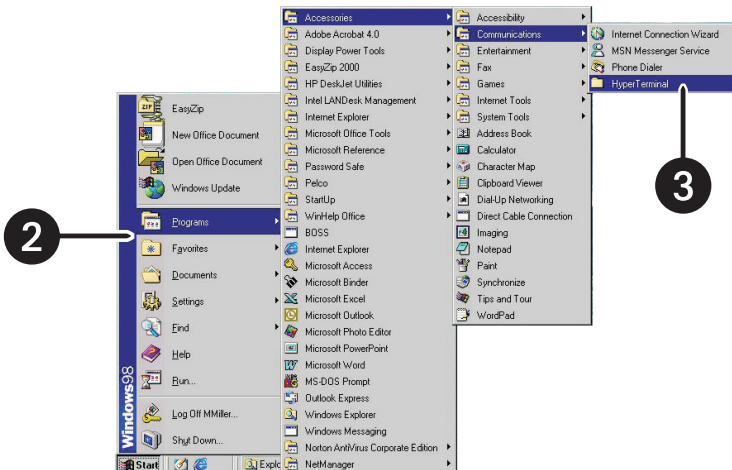 EasyZip
New Office Document
Open Office Document
Windows Update
2
Programs
Favorites
Documents
Settings
Find
Help
Run...
Log Off MMiller...
Shut Down...
Windows98
Start
Explo
Accessories
Adobe Acrobat 4.0
Display Power Tools
EasyZip 2000
HP DeskJet Utilities
Intel LANDesk Management
Internet Explorer
Microsoft Office Tools
Microsoft Reference
Password Safe
Pelco
StartUp
WinHelp Office
BOSS
Internet Explorer
Microsoft Access
Microsoft Binder
Microsoft Excel
Microsoft Outlook
Microsoft Photo Editor
Microsoft PowerPoint
Microsoft Word
MS-DOS Prompt
Outlook Express
Windows Explorer
Windows Messaging
Norton AntiVirus Corporate Edition
NetManager
Accessibility
Communications
Entertainment
Fax
Games
Internet Tools
System Tools
Address Book
Calculator
Character Map
Clipboard Viewer
Dial-Up Networking
Direct Cable Connection
Imaging
Notepad
Paint
Synchronize
Tips and Tour
WordPad
Internet Connection Wizard
MSN Messenger Service
Phone Dialer
HyperTerminal
3